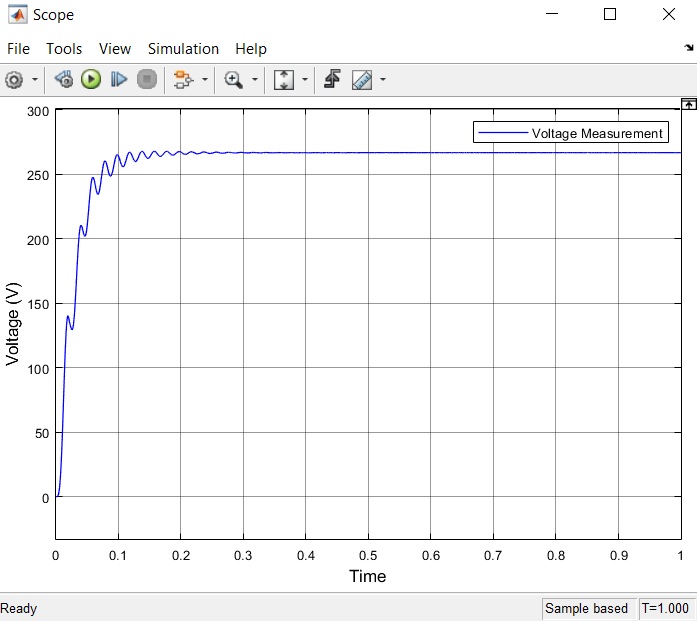 Scope
File Tools View Simulation Help
Voltage Measurement
300
250
200
150
100
50
0
Voltage (V)
0 0.1 0.2 0.3 0.4 0.5 0.6 0.7 0.8 0.9 1
Time
Ready Sample based T=1.000